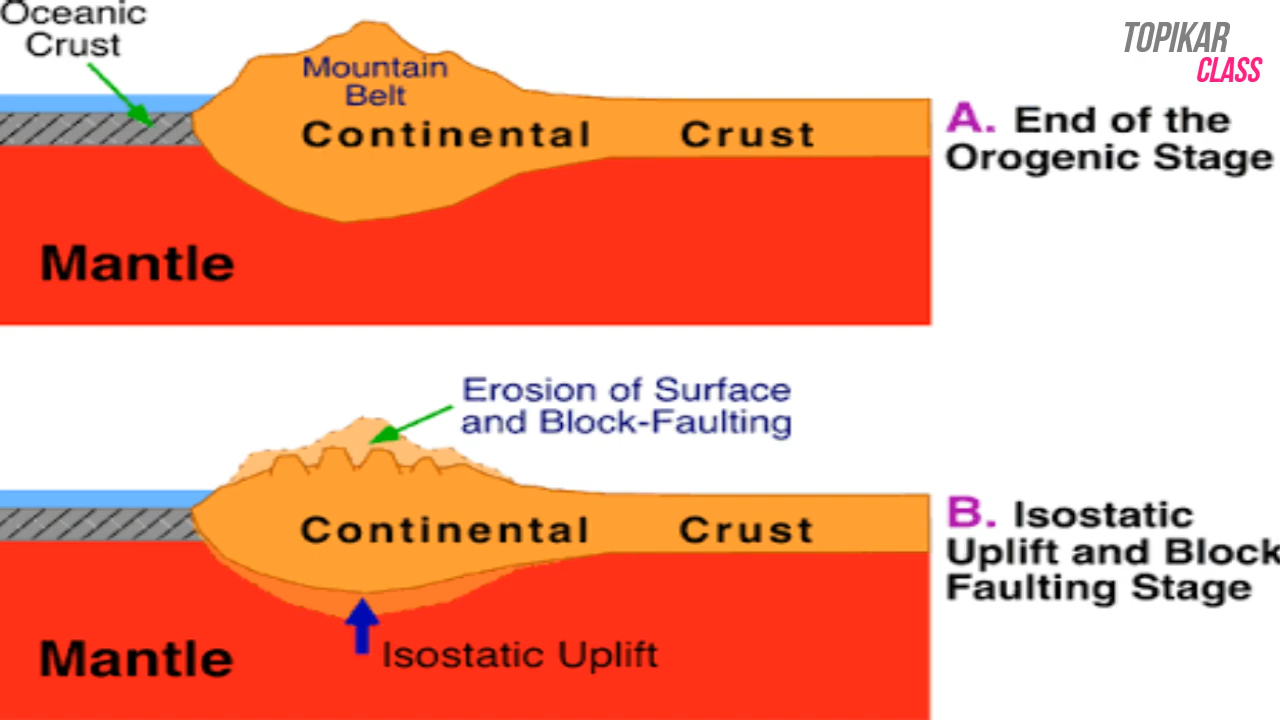 Oceanic
Crust
TOPIKAR
CLASS
Mountain
Belt
Continental Crust
A. End of the
Orogenic Stage
Mantle
Erosion of Surface
and Block-Faulting
Continental Crust
B. Isostatic
Uplift and Block
Faulting Stage
Mantle
Isostatic Uplift